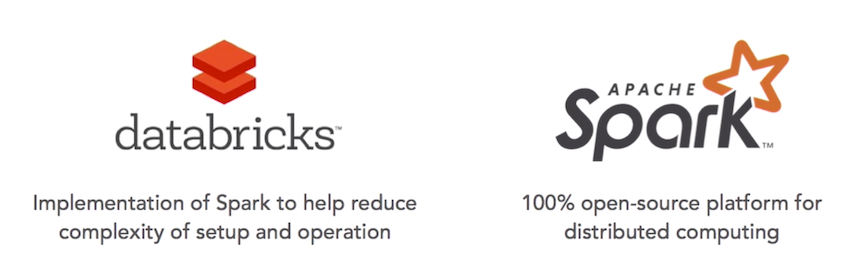 databricks™
Implementation of Spark to help reduce
complexity of setup and operation
APACHE
Spark™
100% open-source platform for
distributed computing